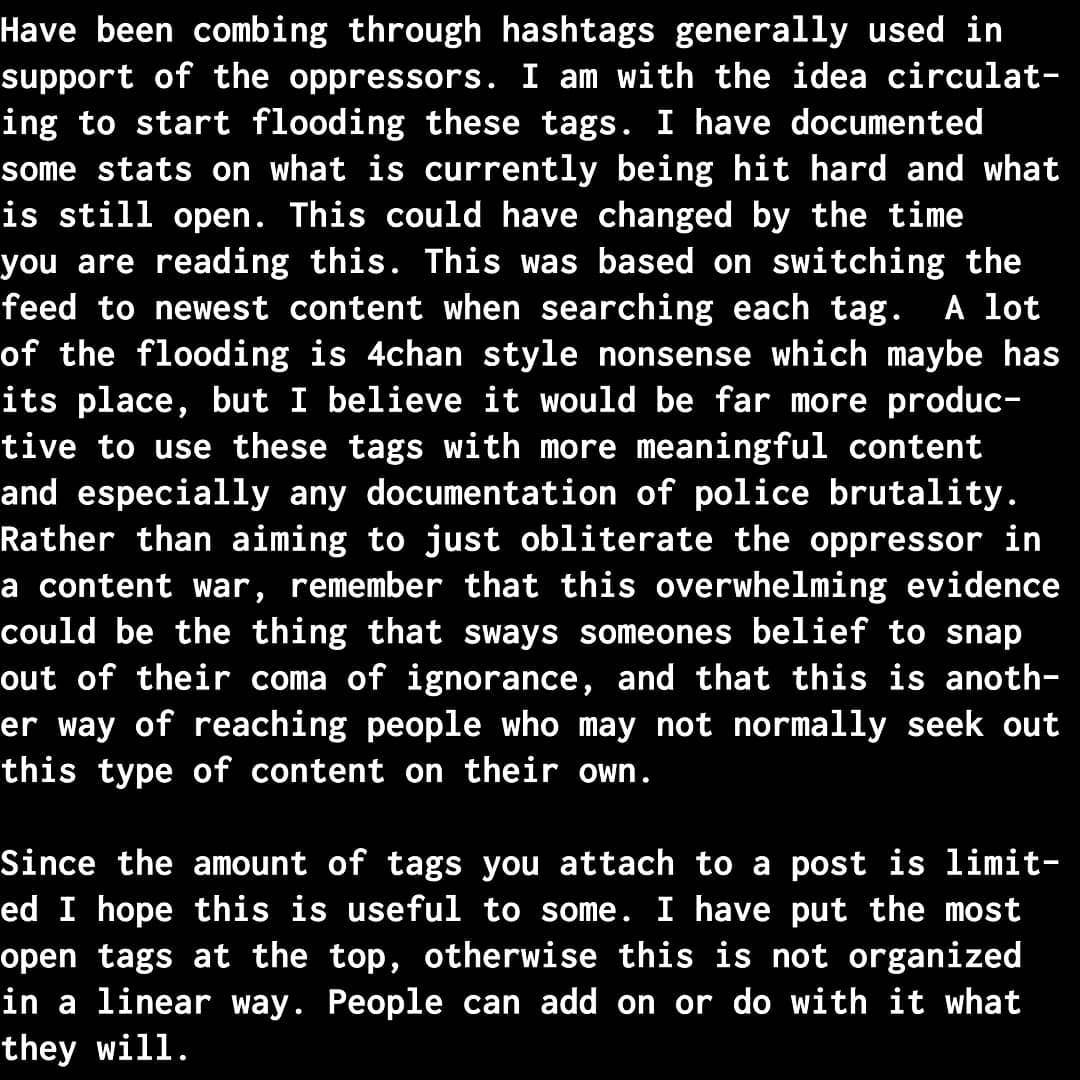 Have been combing through hashtags generally used in
support of the oppressors. I am with the idea circulat-
ing to start flooding these tags. I have documented
some stats on what is currently being hit hard and what
is still open. This could have changed by the time
you are reading this. This was based on switching the
feed to newest content when searching each tag.  A lot
of the flooding is 4chan style nonsense which maybe has
its place, but I believe it would be far more produc-
tive to use these tags with more meaningful content
and especially any documentation of police brutality.
Rather than aiming to just obliterate the oppressor in
a content war, remember that this overwhelming evidence
could be the thing that sways someones belief to snap
out of their coma of ignorance, and that this is anoth-
er way of reaching people who may not normally seek out
this type of content on their own.

Since the amount of tags you attach to a post is limit-
ed I hope this is useful to some. I have put the most
open tags at the top, otherwise this is not organized
in a linear way. People can add on or do with it what
they will.